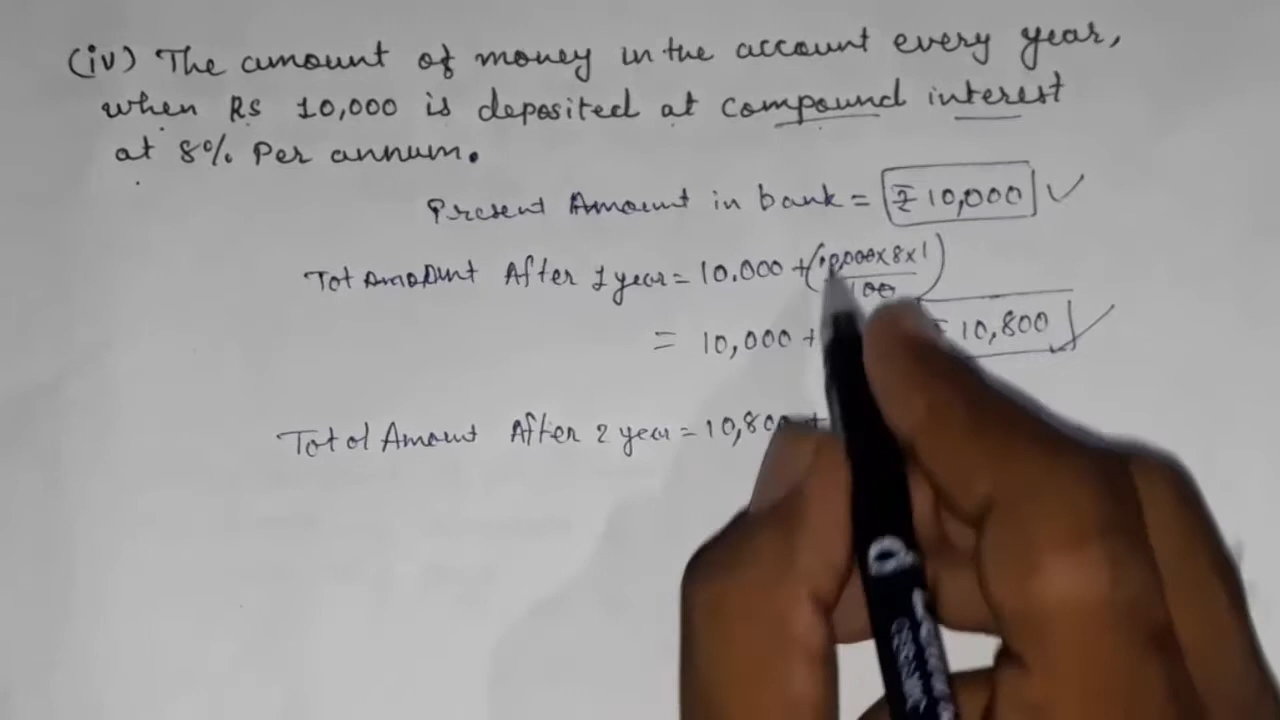 (iv) The amount of money in the account every year,
when Rs 10,000 is deposited at compound interest
at 8% Per annum.
Present Amount in bank = ₹ 10,000 ✓
Tot Amount After 1 year = 10.000 + (10,000 × 8 × 1 / 100)
= 10,000 + 10,800 ✓
Total Amout After 2 year = 10,800 +